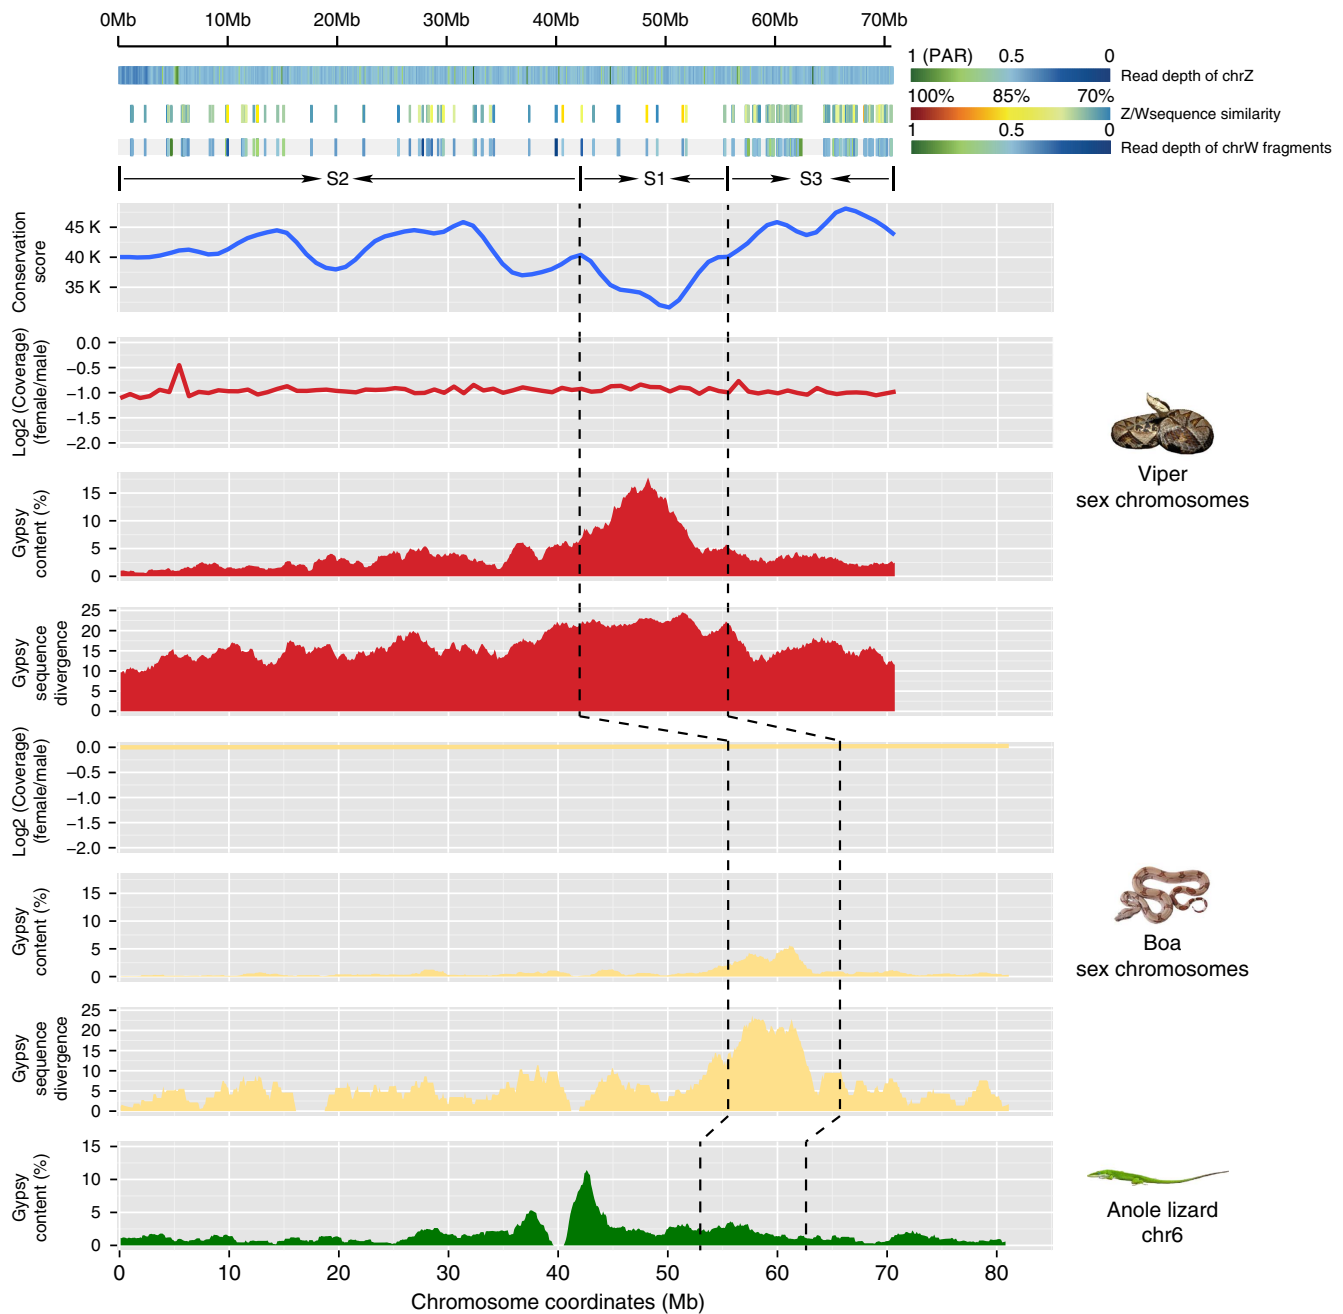 0Mb 10Mb 20Mb 30Mb 40Mb 50Mb 60Mb 70Mb
1 (PAR) 0.5 0
Read depth of chrZ
100% 85% 70%
Z/Wsequence similarity
1 0.5 0
Read depth of chrW fragments
S2 S1 S3
Conservation
score
45 K
40 K
35 K
Log2 (Coverage)
(female/male)
0.0
−0.5
−1.0
−1.5
−2.0
Viper
sex chromosomes
Gypsy
content (%)
15
10
5
0
Gypsy
sequence
divergence
25
20
15
10
5
0
Log2 (Coverage)
(female/male)
0.0
−0.5
−1.0
−1.5
−2.0
Gypsy
content (%)
15
10
5
0
Boa
sex chromosomes
Gypsy
sequence
divergence
25
20
15
10
5
0
Gypsy
content (%)
15
10
5
0
Anole lizard
chr6
0 10 20 30 40 50 60 70 80
Chromosome coordinates (Mb)